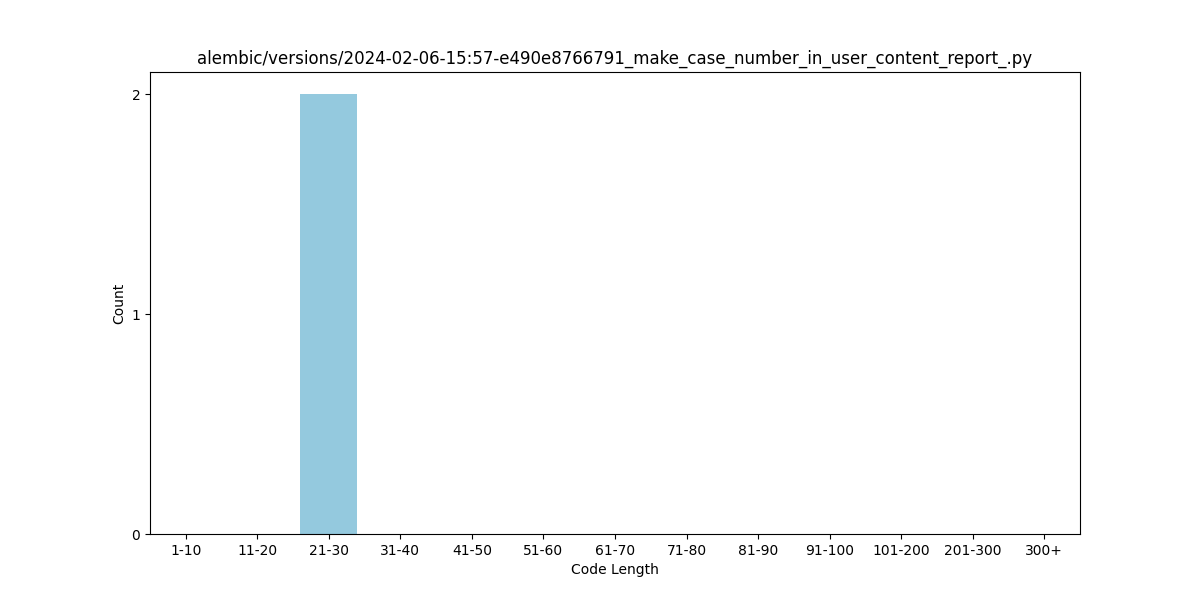 alembic/versions/2024-02-06-15:57-e490e8766791_make_case_number_in_user_content_report_.py
2
1
0
Count
1-10 11-20 21-30 31-40 41-50 51-60 61-70 71-80 81-90 91-100 101-200 201-300 300+
Code Length